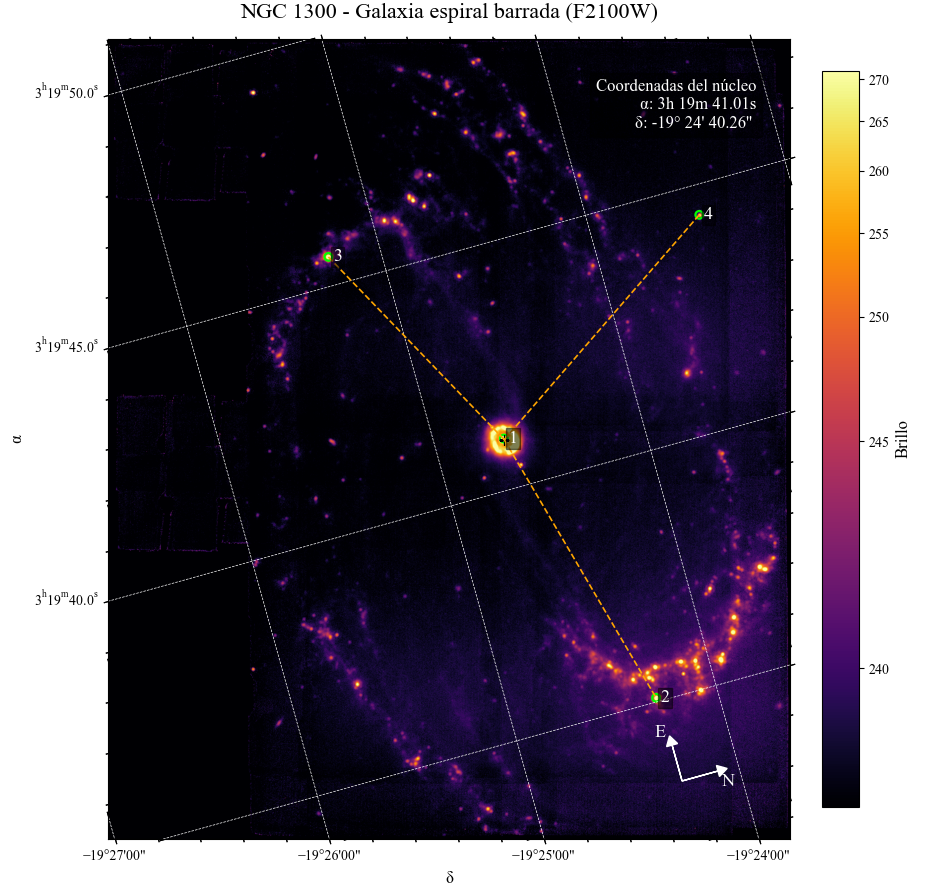 NGC 1300 - Galaxia espiral barrada (F2100W)
Coordenadas del núcleo
α: 3h 19m 41.01s
δ: -19° 24' 40.26"
3h19m50.0s
3h19m45.0s
3h19m40.0s
α
3
4
1
2
E
N
−19°27'00"
−19°26'00"
−19°25'00"
−19°24'00"
δ
270
265
260
255
250
245
240
Brillo